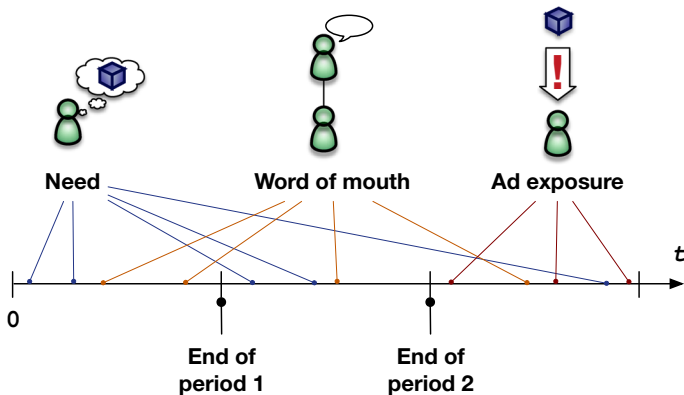 !
Need
Word of mouth
Ad exposure
t
0
End of
period 1
End of
period 2